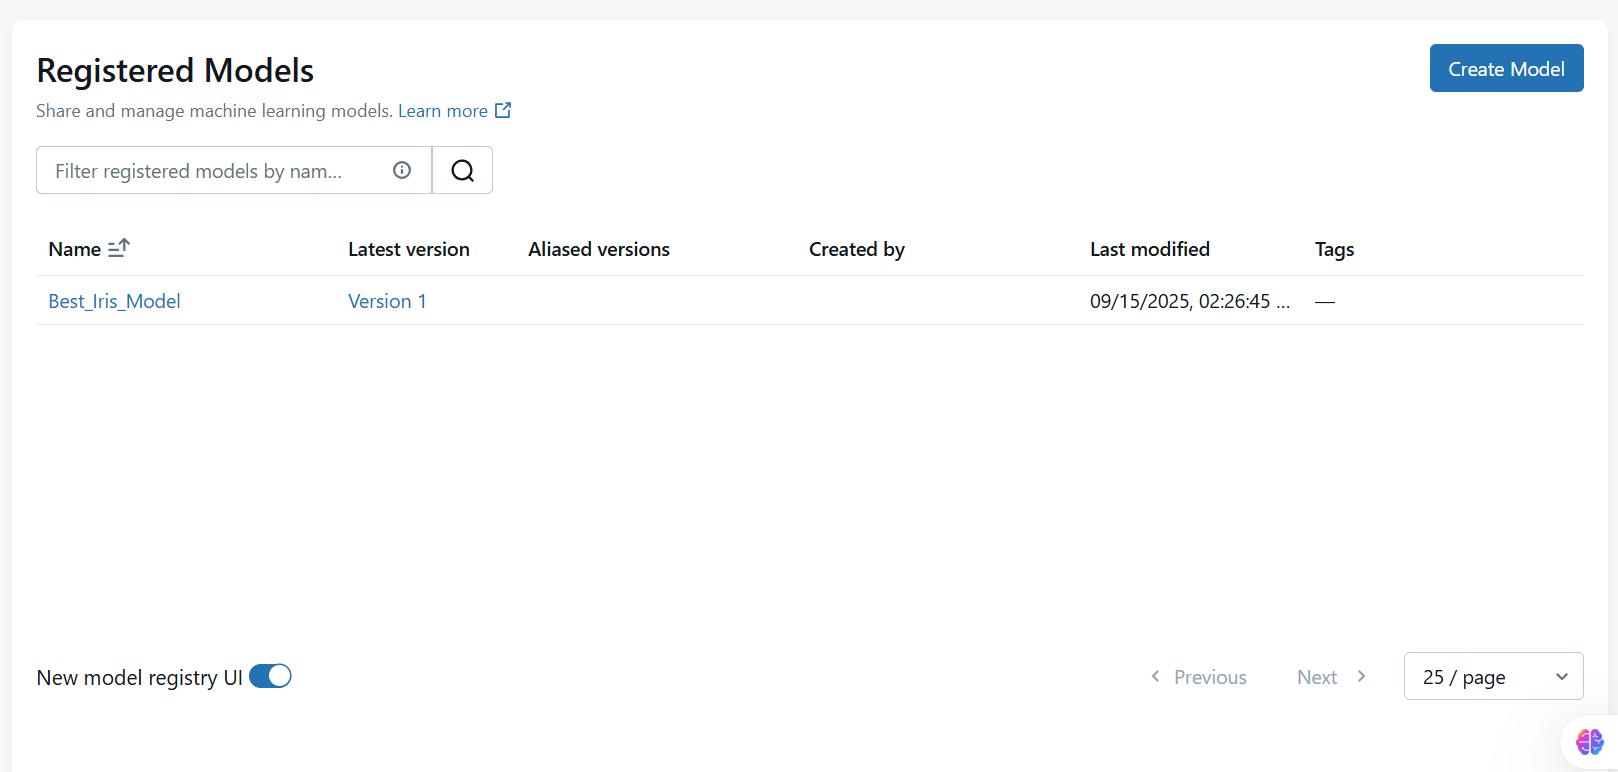 Registered Models
Create Model
Share and manage machine learning models. Learn more
Filter registered models by nam...
Name Latest version Aliased versions Created by Last modified Tags
Best_Iris_Model Version 1 09/15/2025, 02:26:45 ... —
New model registry UI Previous Next 25 / page